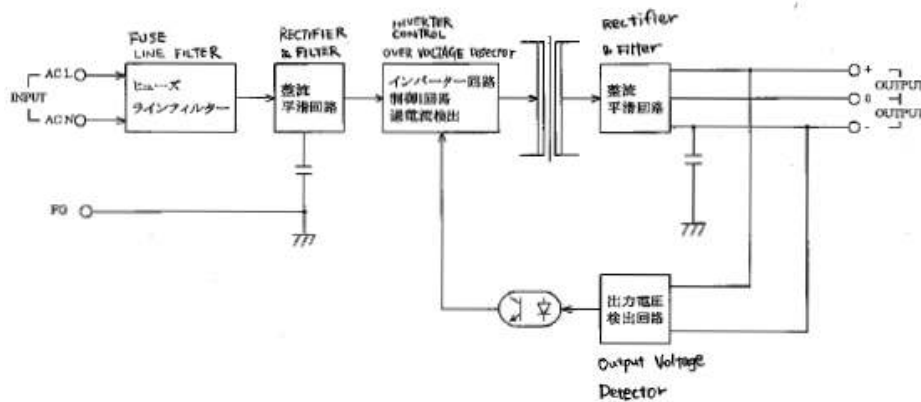 FUSE
LINE FILTER
RECTIFIER
& FILTER
INVERTER
CONTROL
OVER VOLTAGE DETECTOR
Rectifier
& Filter
INPUT
AC L
AC N
ヒューズ
ラインフィルター
整流
平滑回路
インバーター回路
制御回路
過電流検出
整流
平滑回路
+
0
-
OUTPUT
OUTPUT
FG
出力電圧
検出回路
Output Voltage
Detector